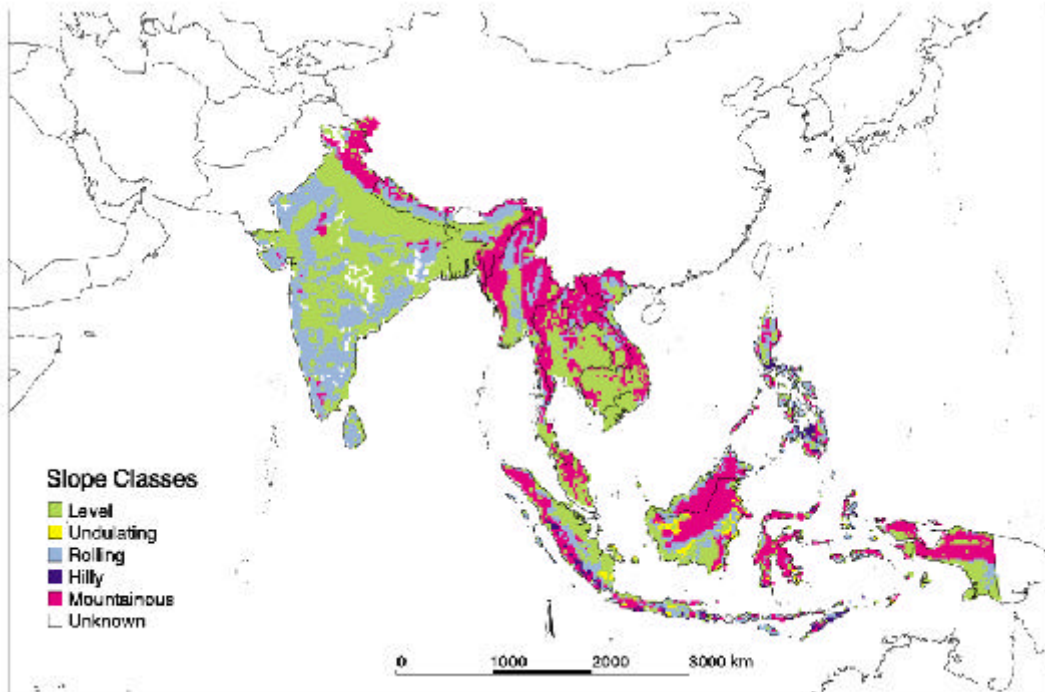 Slope Classes
Level
Undulating
Rolling
Hilly
Mountainous
Unknown
0 1000 2000 3000 km